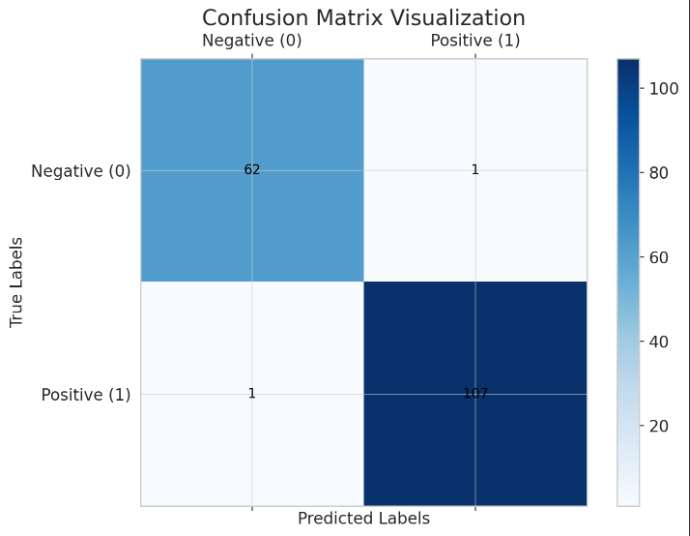 Confusion Matrix Visualization
Negative (0) Positive (1)
Negative (0) 62 1
Positive (1) 1 107
True Labels
Predicted Labels
100
80
60
40
20